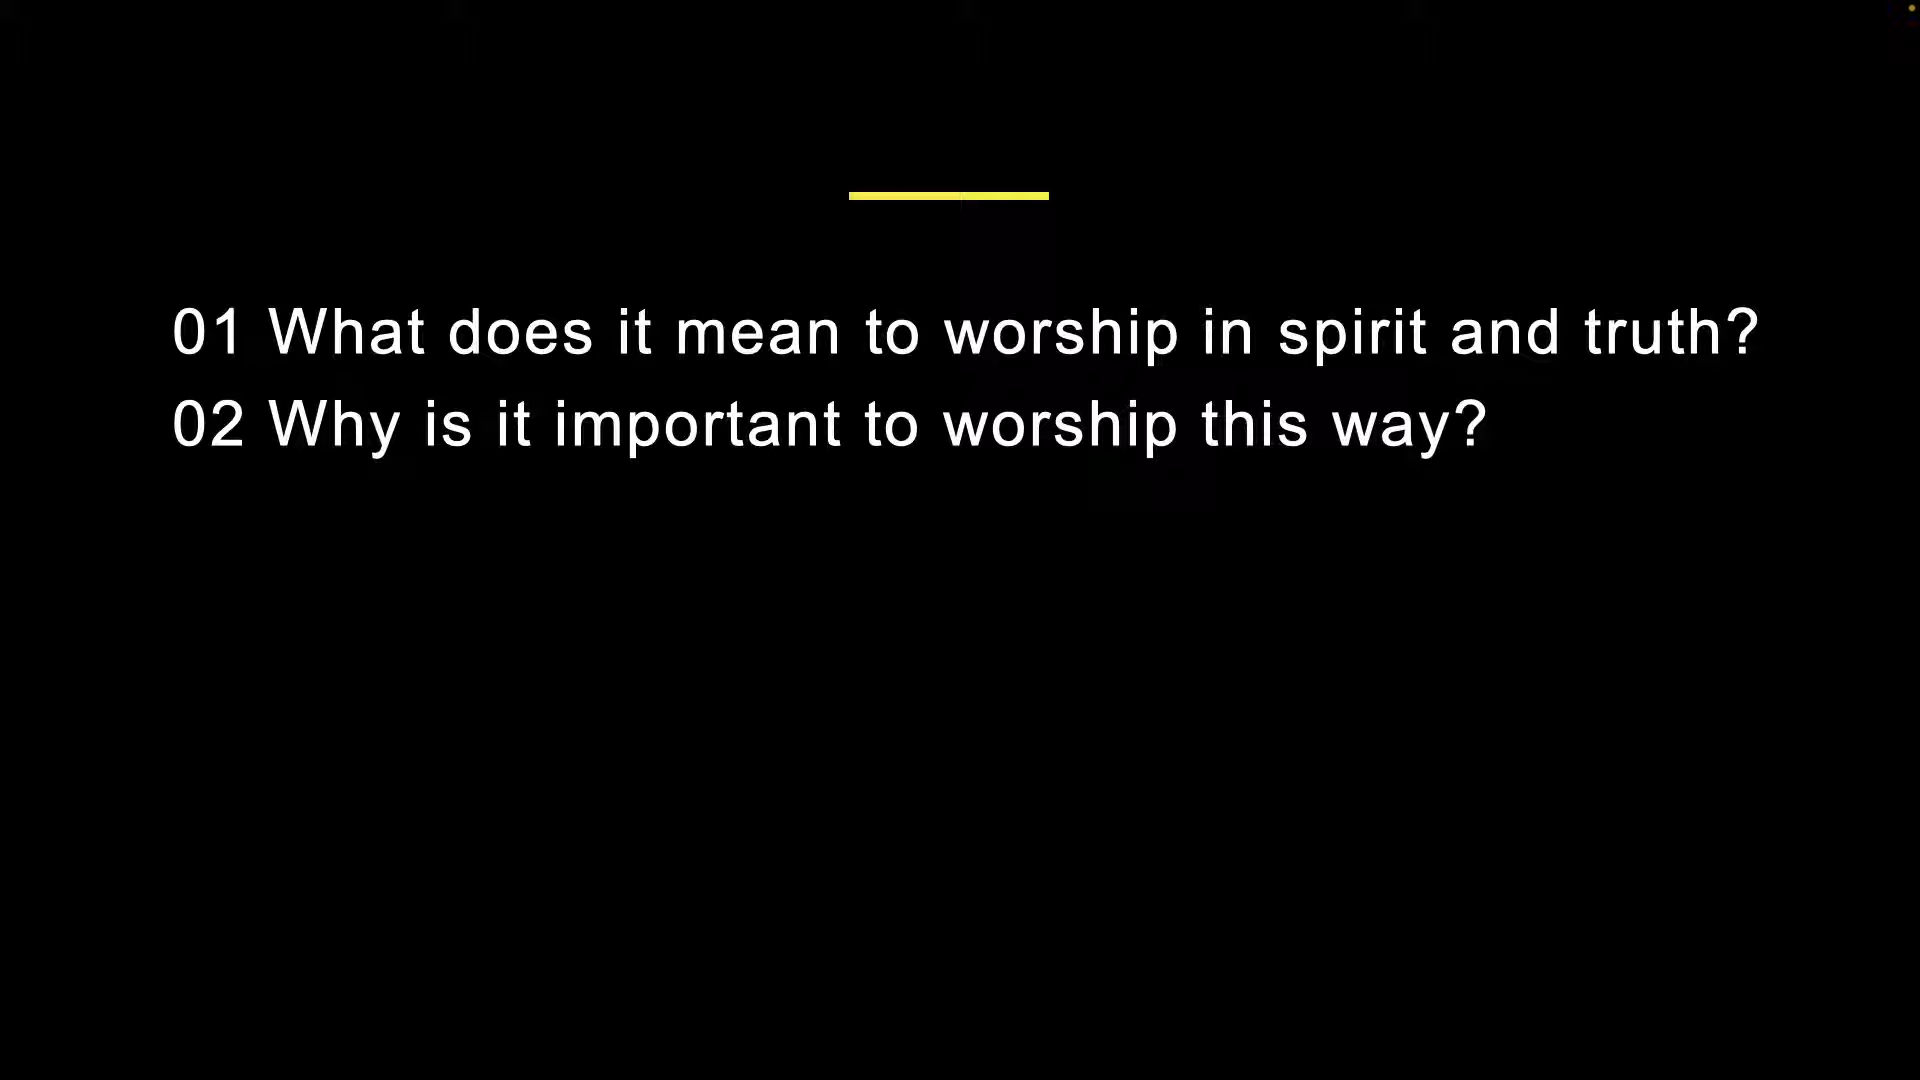 01 What does it mean to worship in spirit and truth?
02 Why is it important to worship this way?